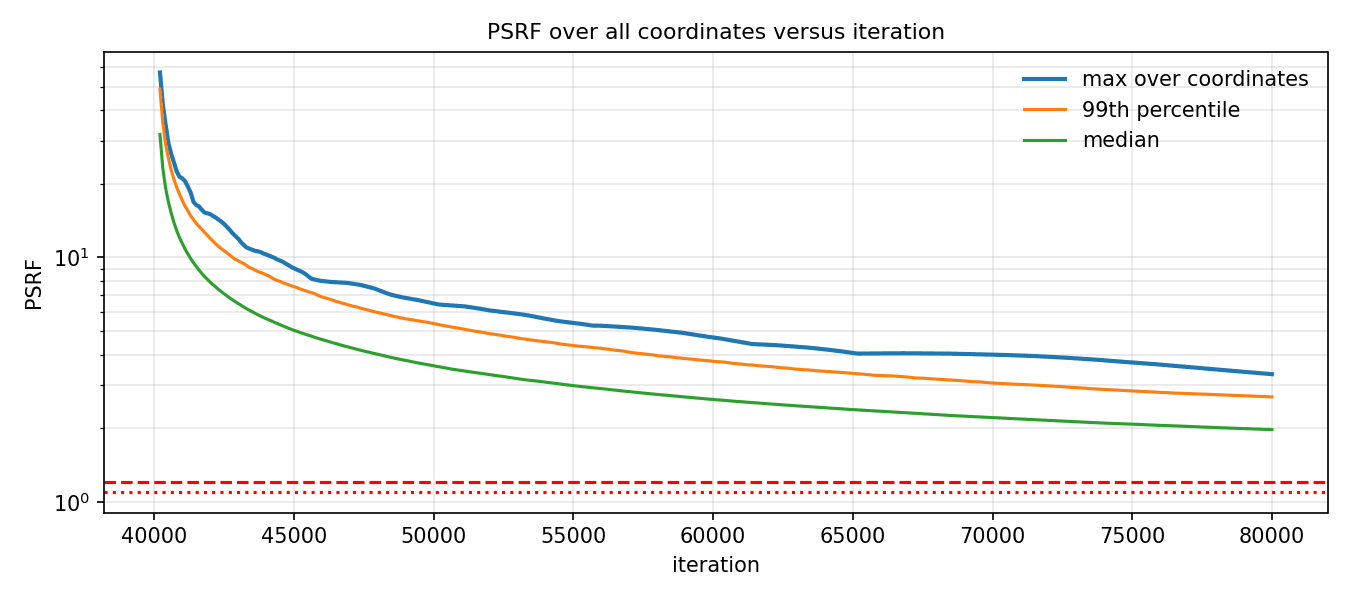 PSRF over all coordinates versus iteration
max over coordinates
99th percentile
median
PSRF
10¹
10⁰
40000 45000 50000 55000 60000 65000 70000 75000 80000
iteration